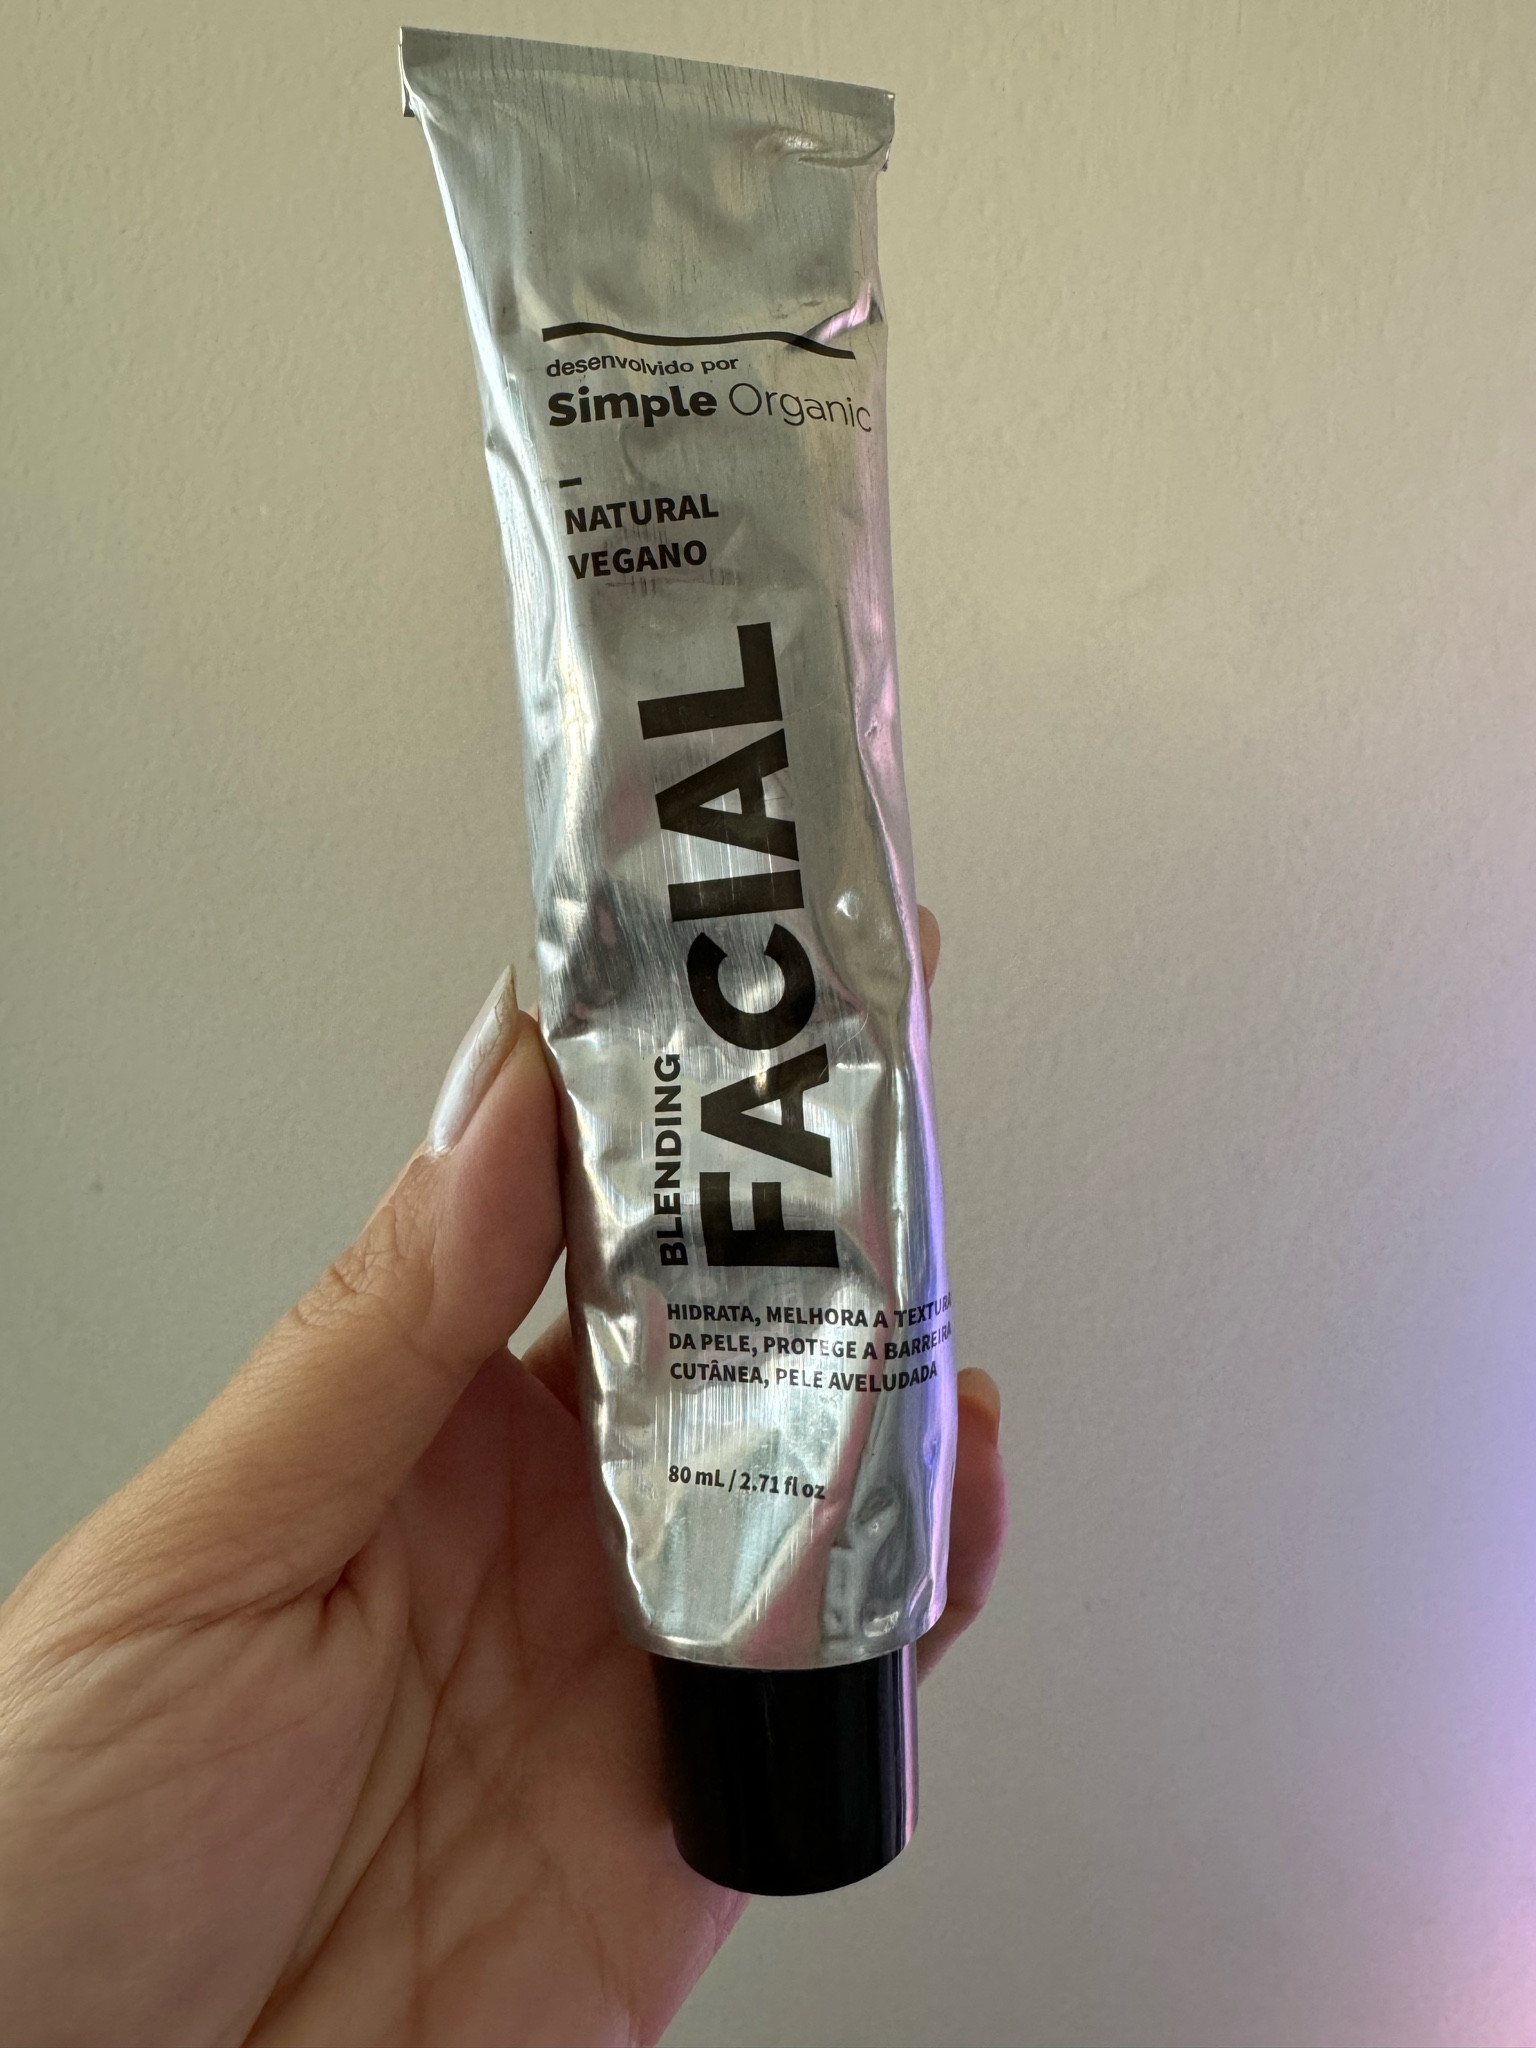 desenvolvido por
Simple Organic
–
NATURAL
VEGANO
BLENDING
FACIAL
HIDRATA, MELHORA A TEXTURA
DA PELE, PROTEGE A BARREIRA
CUTÂNEA, PELE AVELUDADA
80 mL / 2.71 fl oz